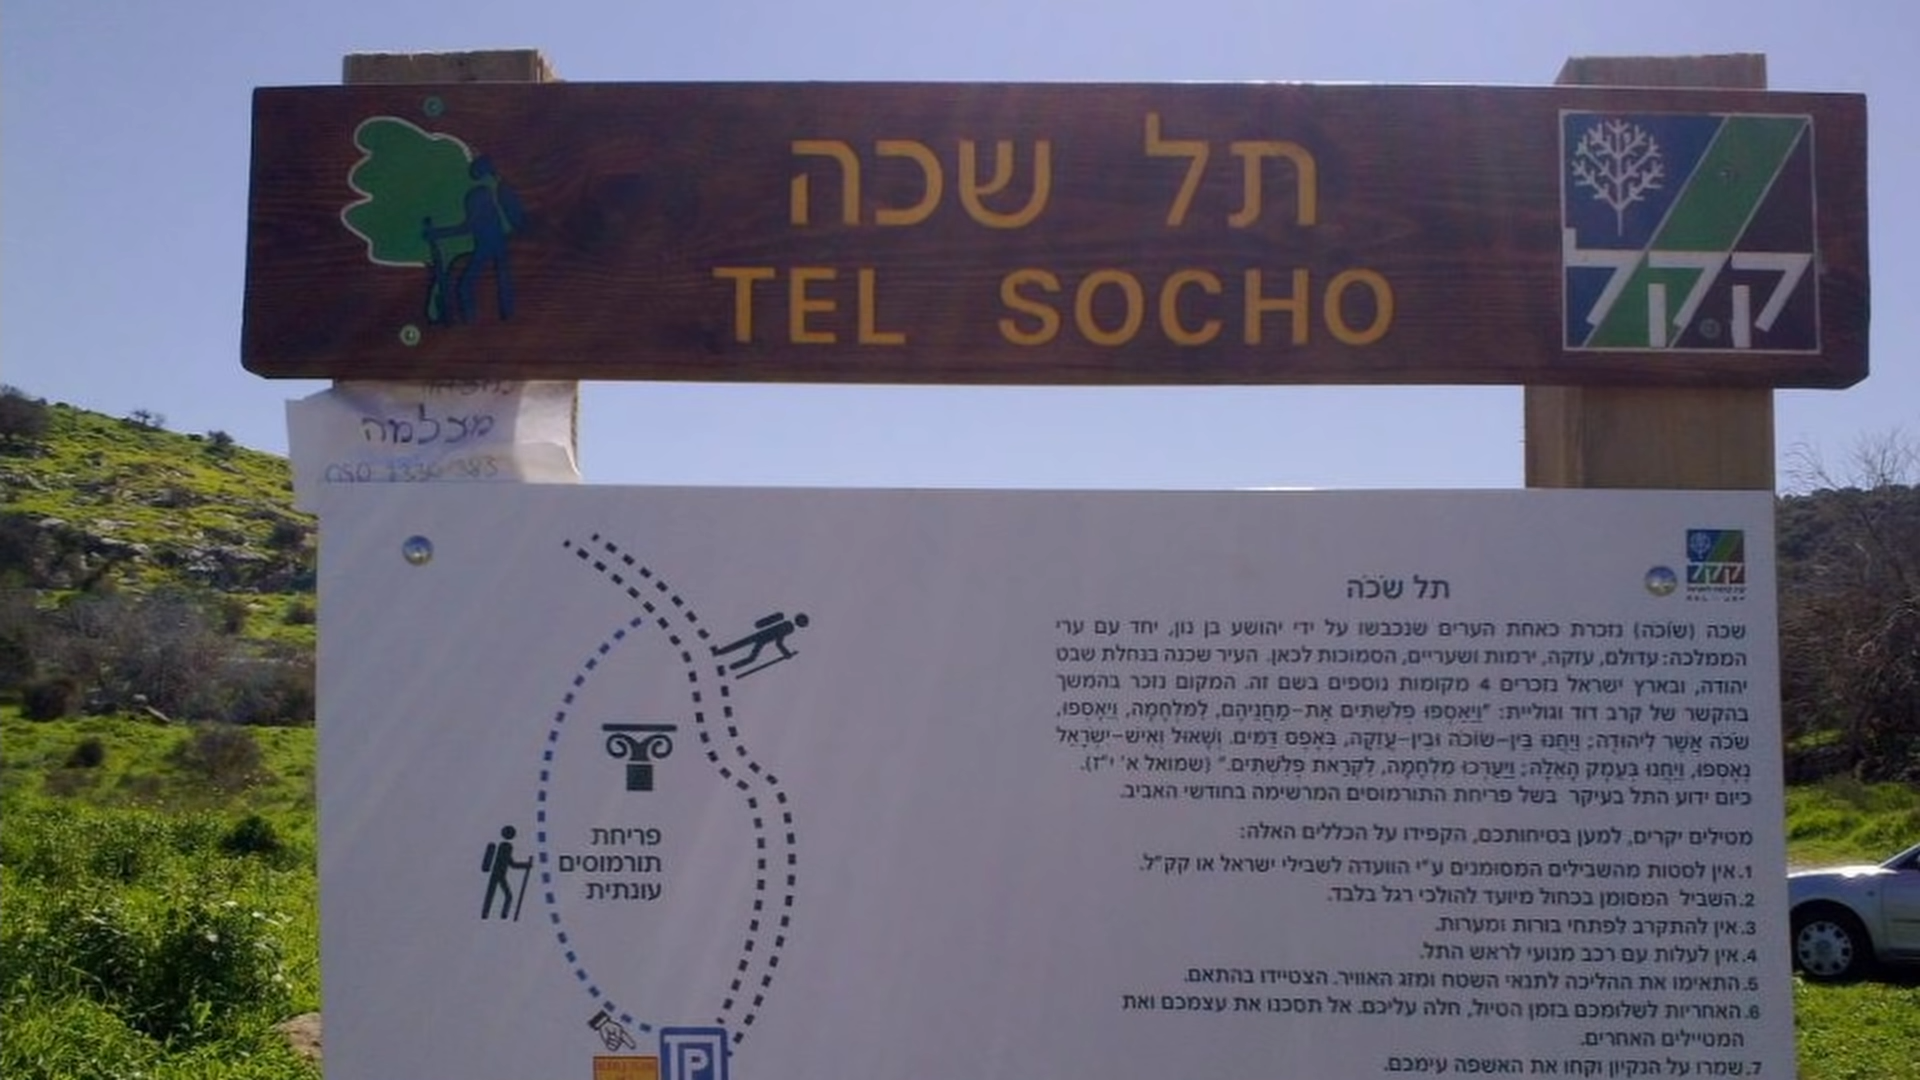 תל שכה
TEL SOCHO
קקל
מצלמה
תל שֹכֹה
שכה (שׂוֹכה) נזכרת כאחת הערים שנכבשו על ידי יהושע בן נון, יחד עם ערי
הממלכה: עדולם, עזקה, ירמות ושעריים, הסמוכות לכאן. העיר שכנה בנחלת שבט
יהודה, ובארץ ישראל נזכרים 4 מקומות נוספים בשם זה. המקום נזכר בהמשך
בהקשר של קרב דוד וגוליית: "וַיַּאַסְפוּ פְלִשְׁתִּים אֶת-מַחֲנֵיהֶם, לַמִּלְחָמָה, וַיֵּאָסְפוּ,
שֹׂכֹה אֲשֶׁר לִיהוּדָה; וַיַּחֲנוּ בֵּין-שׂוֹכֹה וּבֵין-עֲזֵקָה, בְּאֶפֶס דַּמִּים. וְשָׁאוּל וְאִישׁ-יִשְׂרָאֵל
נֶאֶסְפוּ, וַיַּחֲנוּ בְּעֵמֶק הָאֵלָה; וַיַּעַרְכוּ מִלְחָמָה, לִקְרַאת פְּלִשְׁתִּים." (שמואל א' י"ז).
כיום ידוע התל בעיקר בשל פריחת התורמוסים המרשימה בחודשי האביב.
מטילים יקרים, למען בטיחותכם, הקפידו על הכללים האלה:
1. אין לסטות מהשבילים המסומנים ע"י הוועדה לשבילי ישראל או קק"ל.
2. השביל המסומן בכחול מיועד להולכי רגל בלבד.
3. אין להתקרב לפתחי בורות ומערות.
4. אין לעלות עם רכב מנועי לראש התל.
5. התאימו את ההליכה לתנאי השטח ומזג האוויר. הצטיידו בהתאם.
6. האחריות לשלומכם בזמן הטיול, חלה עליכם. אל תסכנו את עצמכם ואת
המטיילים האחרים.
7. שמרו על הנקיון וקחו את האשפה עימכם.
פריחת
תורמוסים
עונתית
P